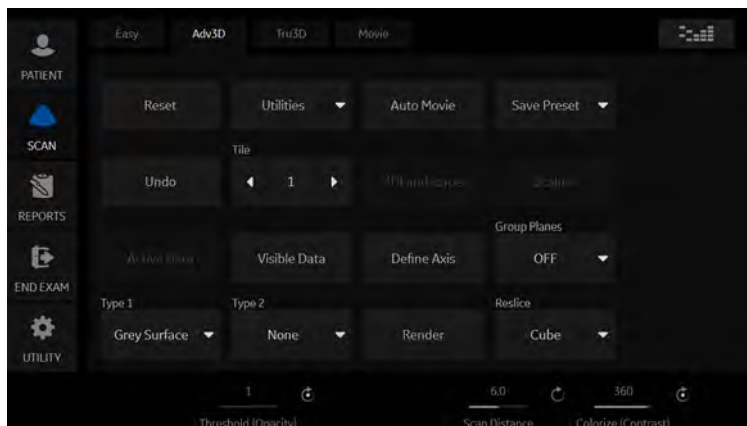 Easy Adv3D Tru3D Movie
PATIENT
Reset Utilities Auto Movie Save Preset
SCAN
Tile
Undo 1
REPORTS
Group Planes
Visible Data Define Axis OFF
END EXAM
Type 1 Type 2 Reslice
Grey Surface None Render Cube
UTILITY
1 6.0 360
Threshold (Opacity) Scan Distance Colorize (Contrast)